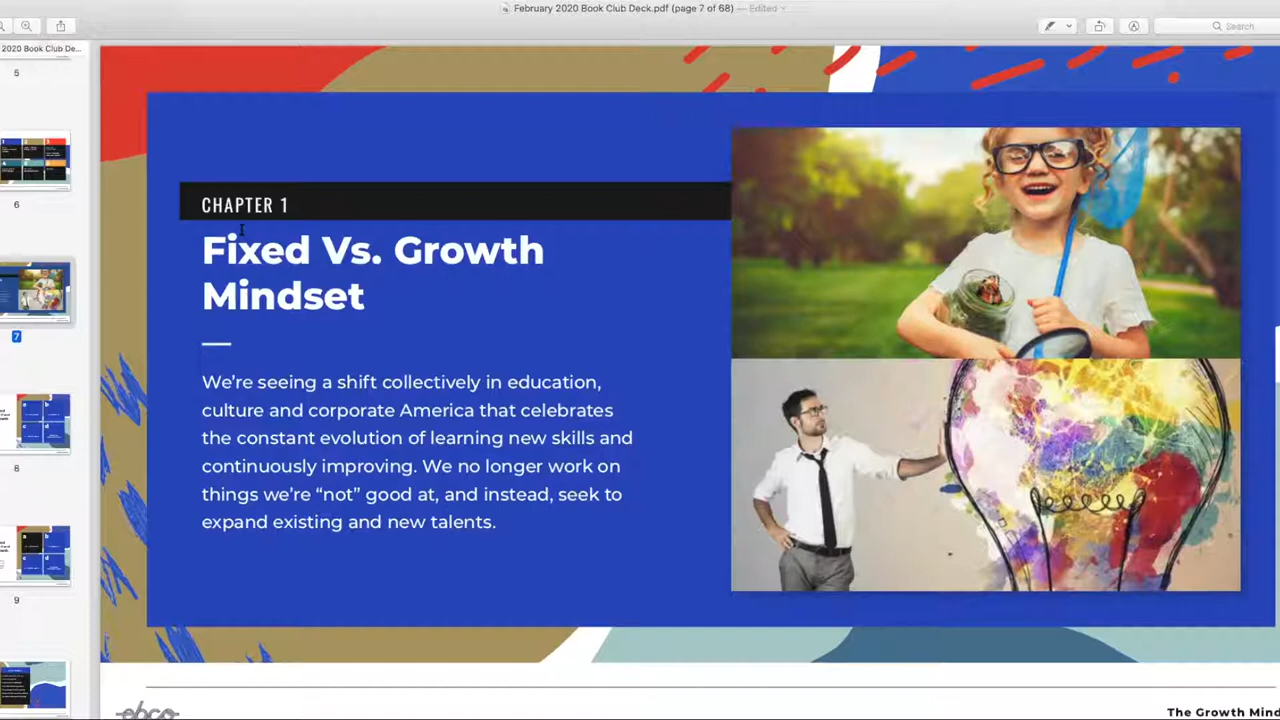 February 2020 Book Club Deck.pdf (page 7 of 68) — Edited
Search
2020 Book Club De...
5
6
7
8
9
CHAPTER 1
Fixed Vs. Growth
Mindset
We're seeing a shift collectively in education,
culture and corporate America that celebrates
the constant evolution of learning new skills and
continuously improving. We no longer work on
things we're “not” good at, and instead, seek to
expand existing and new talents.
ebco
The Growth Mind